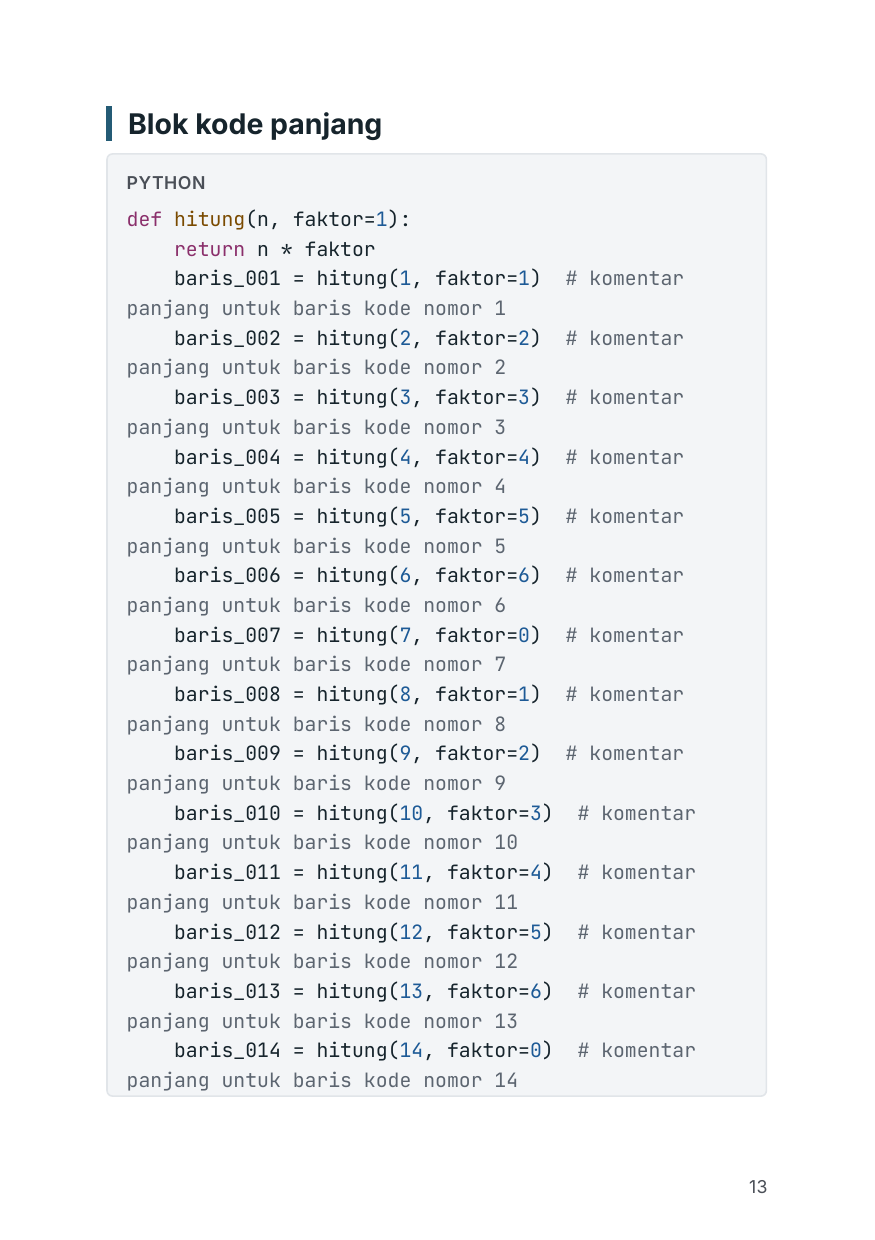 Blok kode panjang
PYTHON
def hitung(n, faktor=1):
    return n * faktor
    baris_001 = hitung(1, faktor=1)  # komentar
panjang untuk baris kode nomor 1
    baris_002 = hitung(2, faktor=2)  # komentar
panjang untuk baris kode nomor 2
    baris_003 = hitung(3, faktor=3)  # komentar
panjang untuk baris kode nomor 3
    baris_004 = hitung(4, faktor=4)  # komentar
panjang untuk baris kode nomor 4
    baris_005 = hitung(5, faktor=5)  # komentar
panjang untuk baris kode nomor 5
    baris_006 = hitung(6, faktor=6)  # komentar
panjang untuk baris kode nomor 6
    baris_007 = hitung(7, faktor=0)  # komentar
panjang untuk baris kode nomor 7
    baris_008 = hitung(8, faktor=1)  # komentar
panjang untuk baris kode nomor 8
    baris_009 = hitung(9, faktor=2)  # komentar
panjang untuk baris kode nomor 9
    baris_010 = hitung(10, faktor=3)  # komentar
panjang untuk baris kode nomor 10
    baris_011 = hitung(11, faktor=4)  # komentar
panjang untuk baris kode nomor 11
    baris_012 = hitung(12, faktor=5)  # komentar
panjang untuk baris kode nomor 12
    baris_013 = hitung(13, faktor=6)  # komentar
panjang untuk baris kode nomor 13
    baris_014 = hitung(14, faktor=0)  # komentar
panjang untuk baris kode nomor 14
13